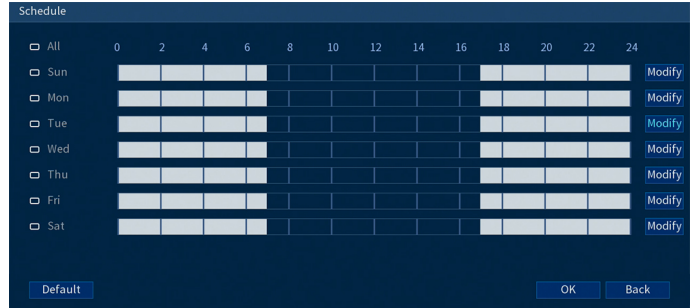 Schedule
All 0 2 4 6 8 10 12 14 16 18 20 22 24
Sun Modify
Mon Modify
Tue Modify
Wed Modify
Thu Modify
Fri Modify
Sat Modify
Default OK Back